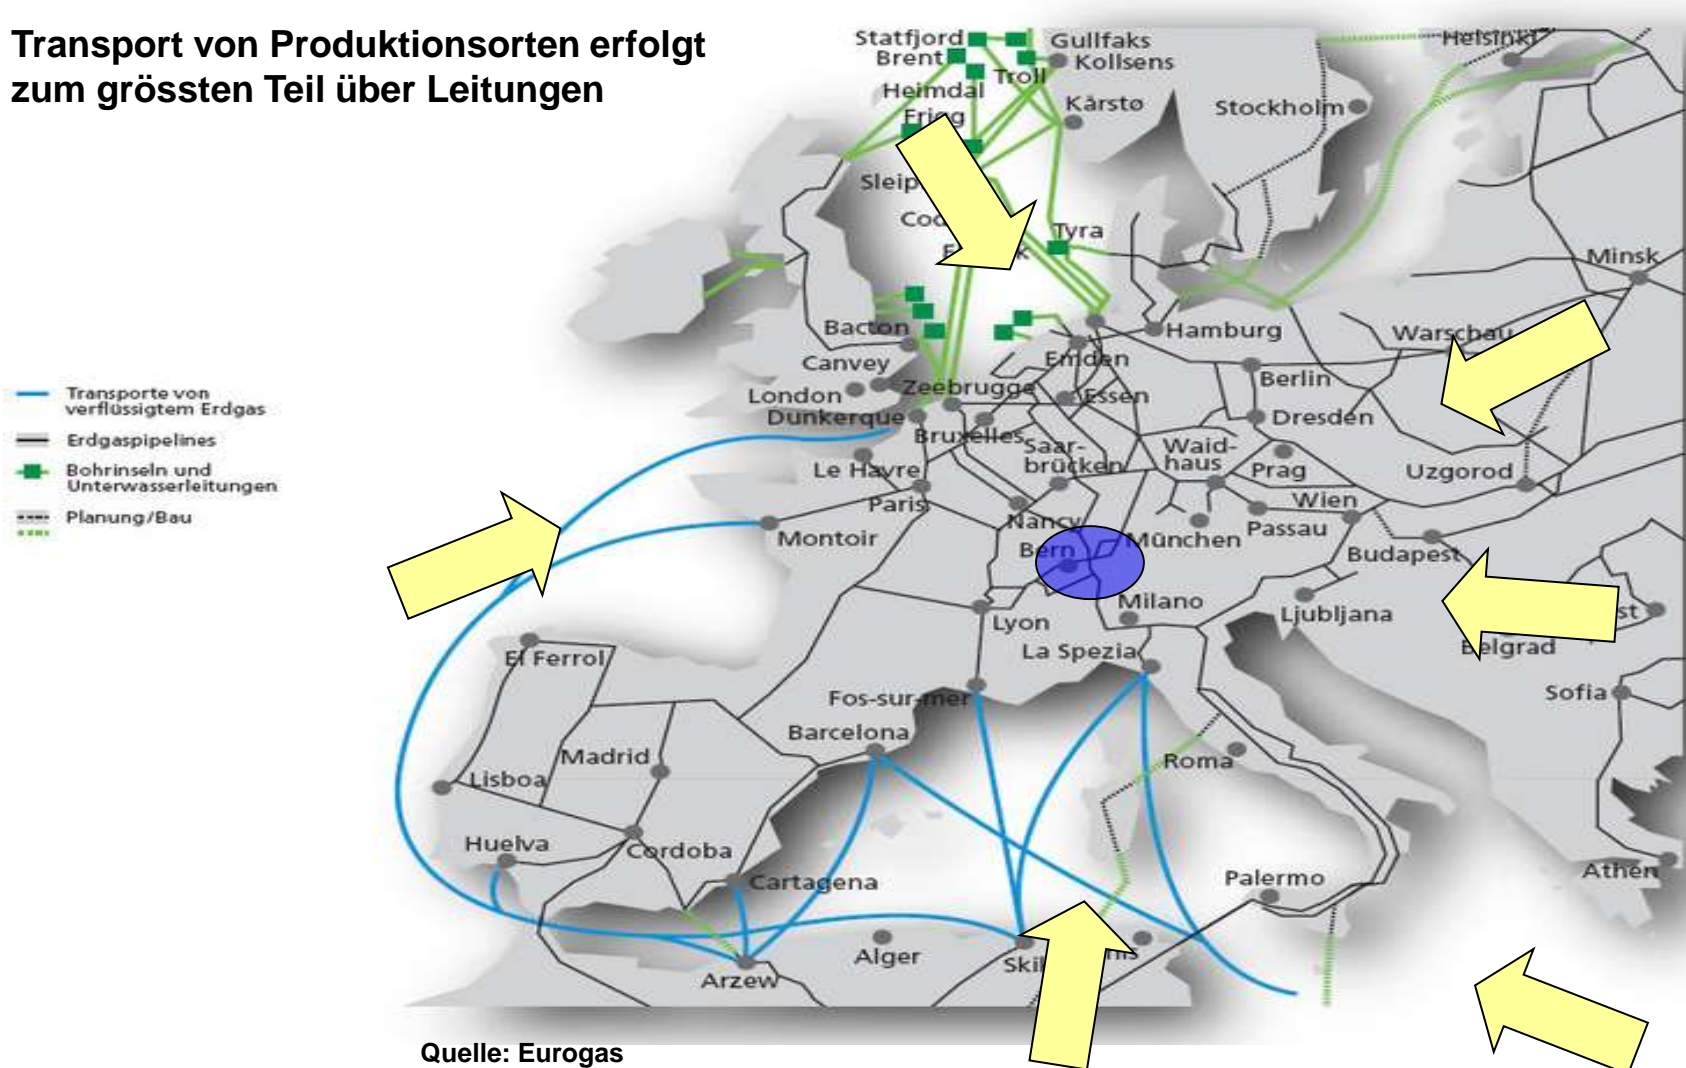 Transport von Produktionsorten erfolgt
zum grössten Teil über Leitungen
Statfjord
Gullfaks
Helsinki
Brent
Kollsens
Troll
Heimdal
Kårstø
Stockholm
Frigg
Tyra
Minsk
Bacton
Hamburg
Warschau
Canvey
Emden
Berlin
Transporte von
verflüssigtem Erdgas
London
Zeebrugge
Essen
Dunkerque
Dresden
Erdgaspipelines
Bruxelles
Saar-
brücken
Waid-
haus
Prag
Uzgorod
Bohrinseln und
Unterwasserleitungen
Le Havre
Paris
Wien
Planung/Bau
Nancy
Passau
Montoir
Bern
München
Budapest
Milano
Lyon
Ljubljana
La Spezia
El Ferrol
Belgrad
Fos-sur-mer
Sofia
Barcelona
Madrid
Roma
Lisboa
Huelva
Cordoba
Cartagena
Palermo
Athen
Alger
Arzew
Quelle: Eurogas